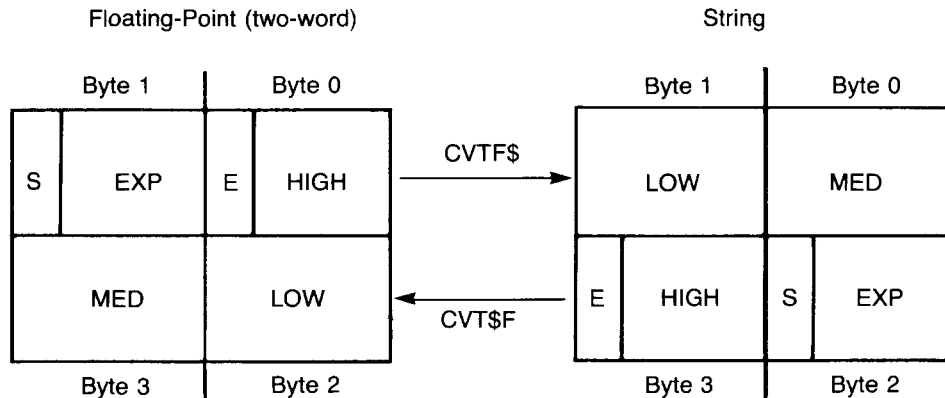 Floating-Point (two-word) String
Byte 1 Byte 0 Byte 1 Byte 0
S EXP E HIGH CVTF$ LOW MED
MED LOW CVT$F E HIGH S EXP
Byte 3 Byte 2 Byte 3 Byte 2